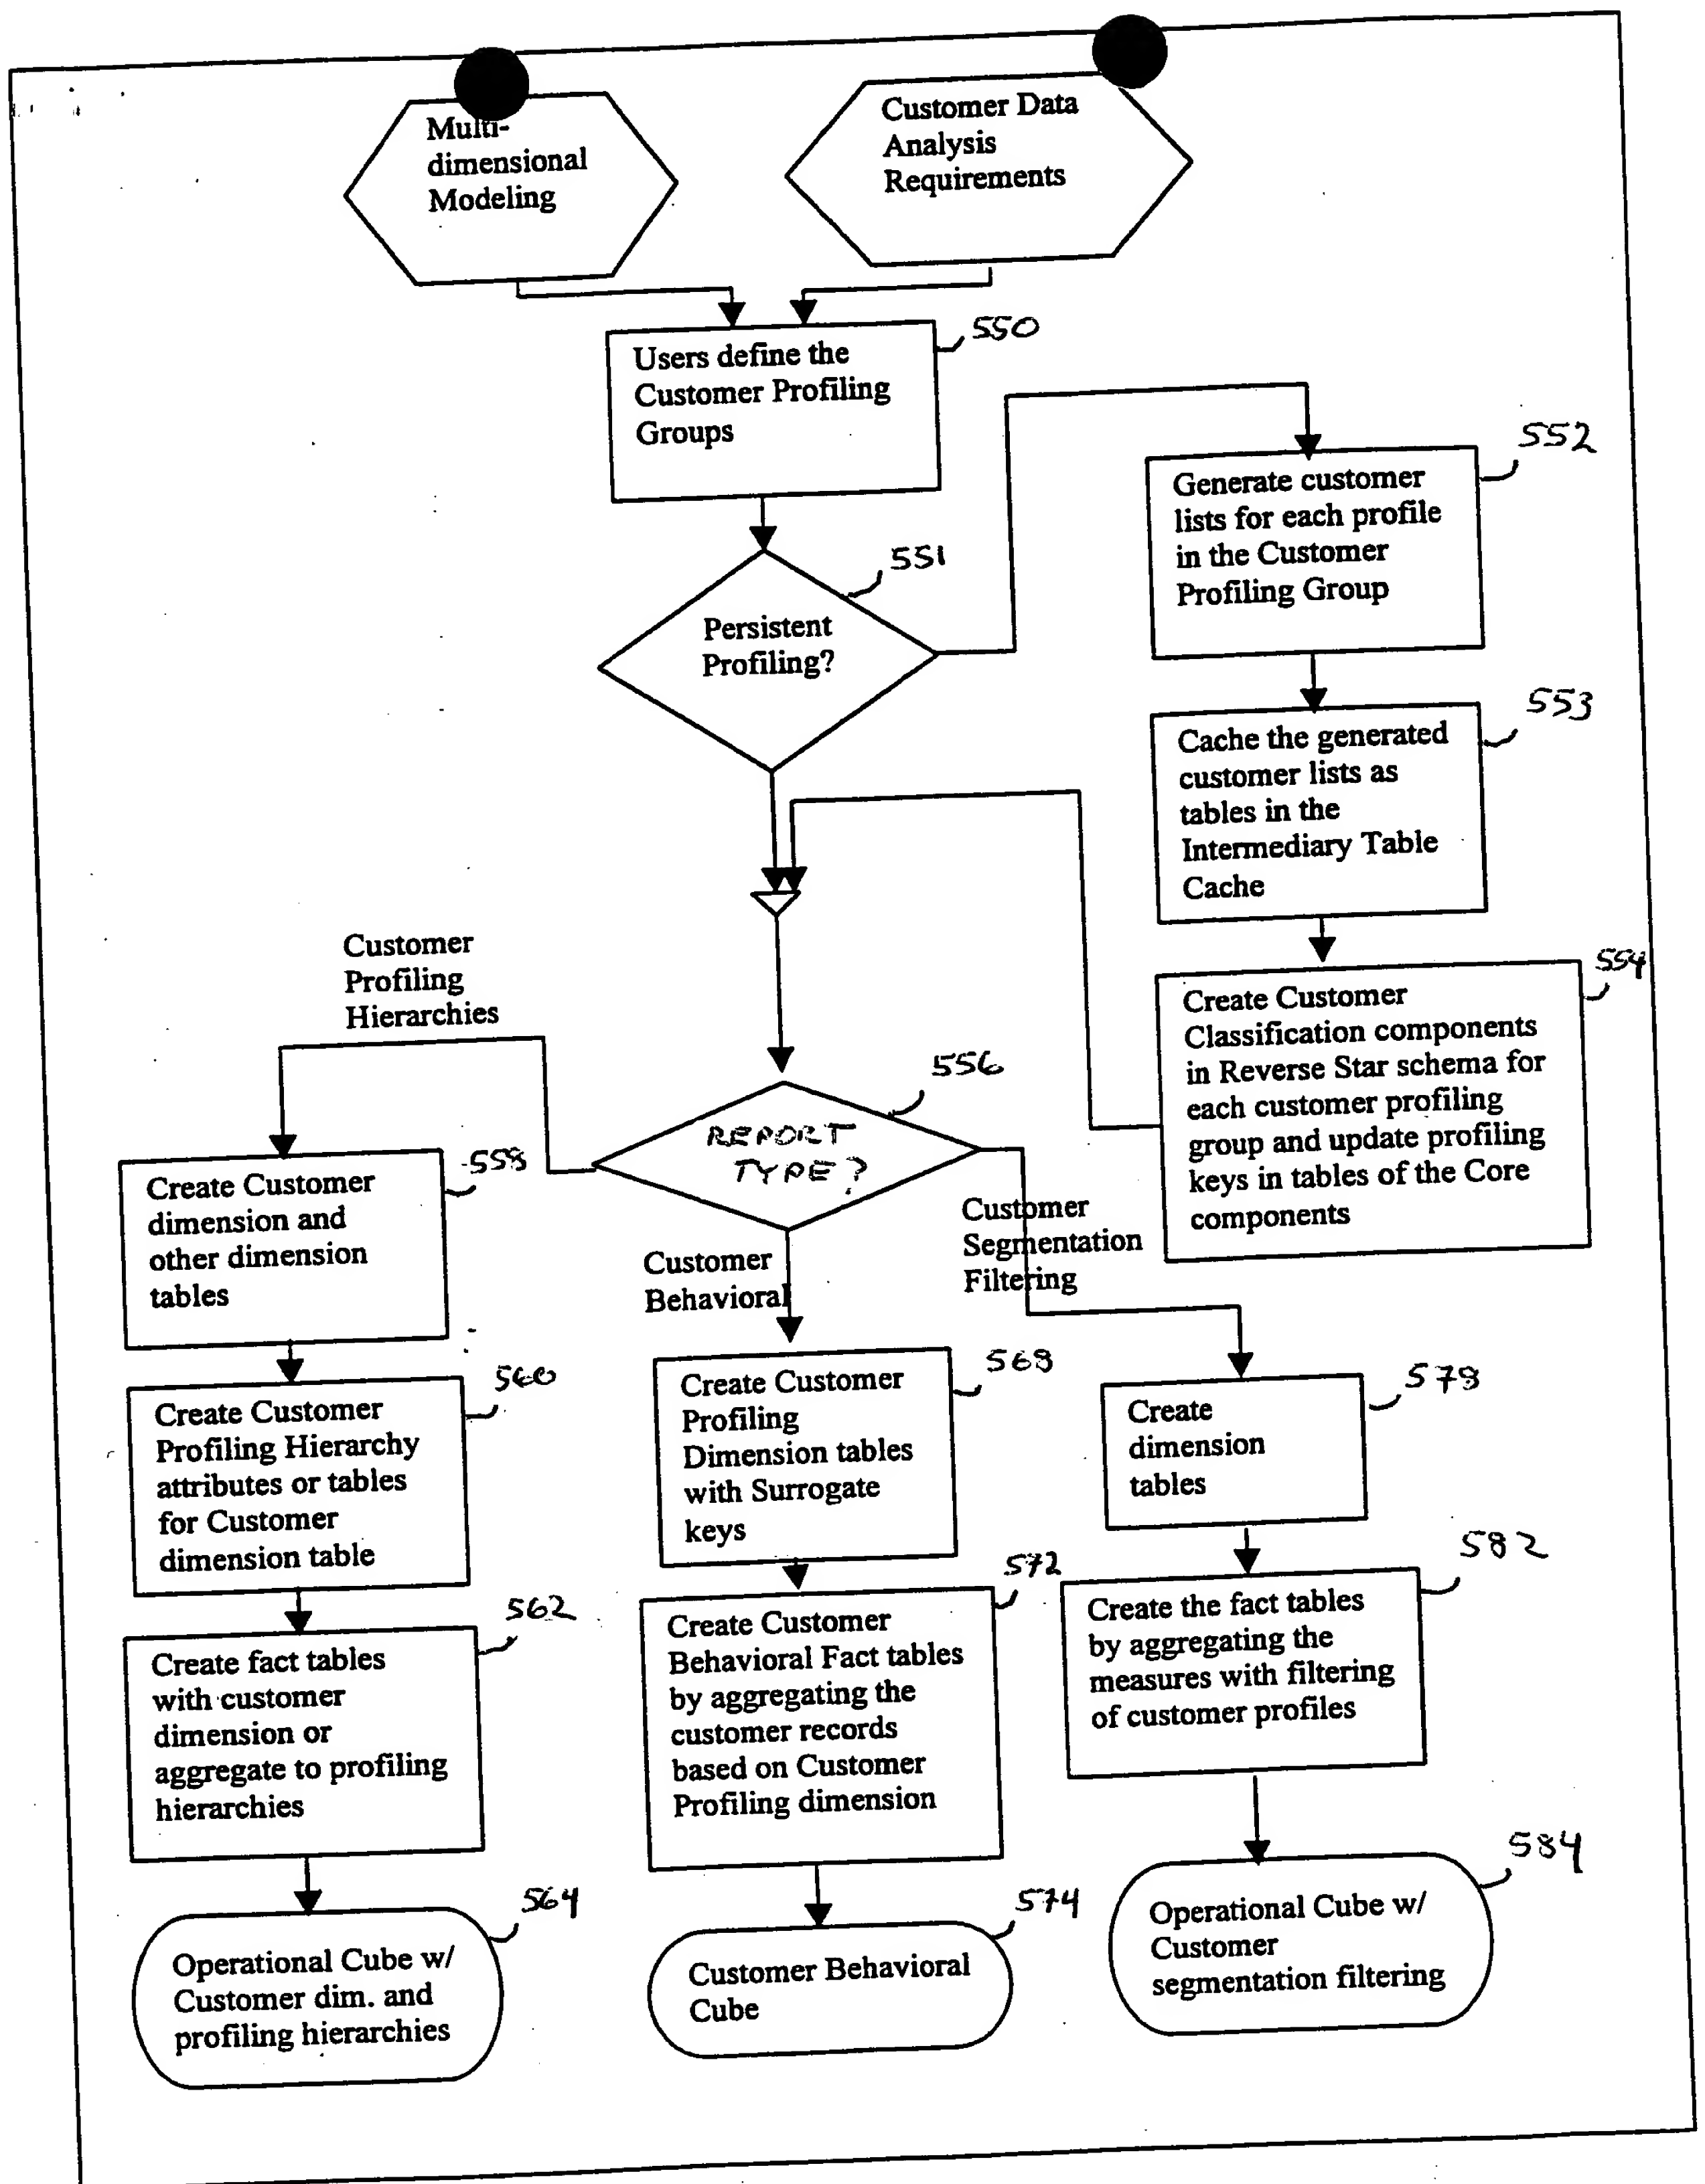 Multi-
dimensional
Modeling
Customer Data
Analysis
Requirements
550
Users define the
Customer Profiling
Groups
552
Generate customer
lists for each profile
in the Customer
Profiling Group
551
Persistent
Profiling?
553
Cache the generated
customer lists as
tables in the
Intermediary Table
Cache
554
Create Customer
Classification components
in Reverse Star schema for
each customer profiling
group and update profiling
keys in tables of the Core
components
Customer
Profiling
Hierarchies
556
REPORT
TYPE?
Customer
Behavioral
Customer
Segmentation
Filtering
558
Create Customer
dimension and
other dimension
tables
560
Create Customer
Profiling Hierarchy
attributes or tables
for Customer
dimension table
562
Create fact tables
with customer
dimension or
aggregate to profiling
hierarchies
564
Operational Cube w/
Customer dim. and
profiling hierarchies
568
Create Customer
Profiling
Dimension tables
with Surrogate
keys
572
Create Customer
Behavioral Fact tables
by aggregating the
customer records
based on Customer
Profiling dimension
574
Customer Behavioral
Cube
578
Create
dimension
tables
582
Create the fact tables
by aggregating the
measures with filtering
of customer profiles
584
Operational Cube w/
Customer
segmentation filtering